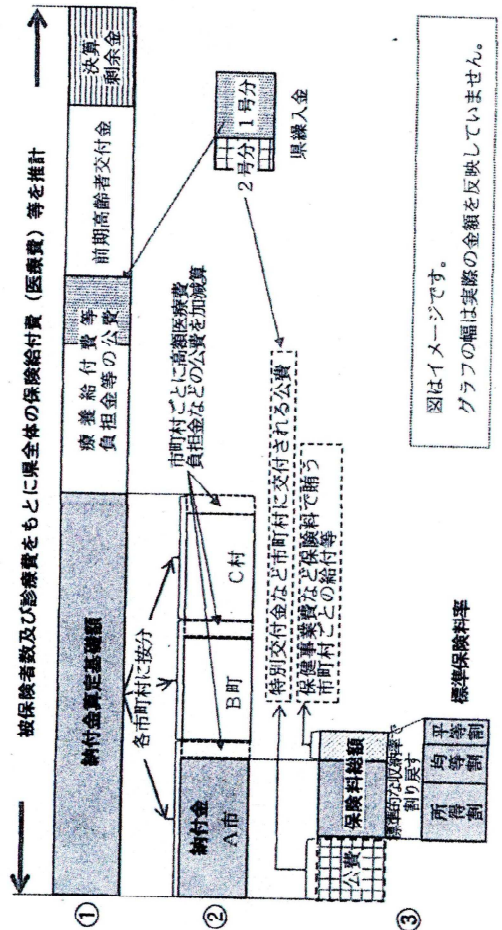 被保険者数及び診療費をもとに県全体の保険給付費（医療費）等を推計
①
納付金算定基礎額
療養給付費等
負担金等の公費
前期高齢者交付金
決算
剰余金
各市町村に按分
市町村ごとに高額医療費
負担金などの公費を加減算
②
納付金
A市
B町
C村
2号分
1号分
県繰入金
特別交付金など市町村に交付される公費
保健事業費など保険料で賄う
市町村ごとの給付等
公費
保険料総額
標準的な収納率で
割り戻す
③
所得割
均等割
平等割
標準保険料率
図はイメージです。
グラフの幅は実際の金額を反映していません。